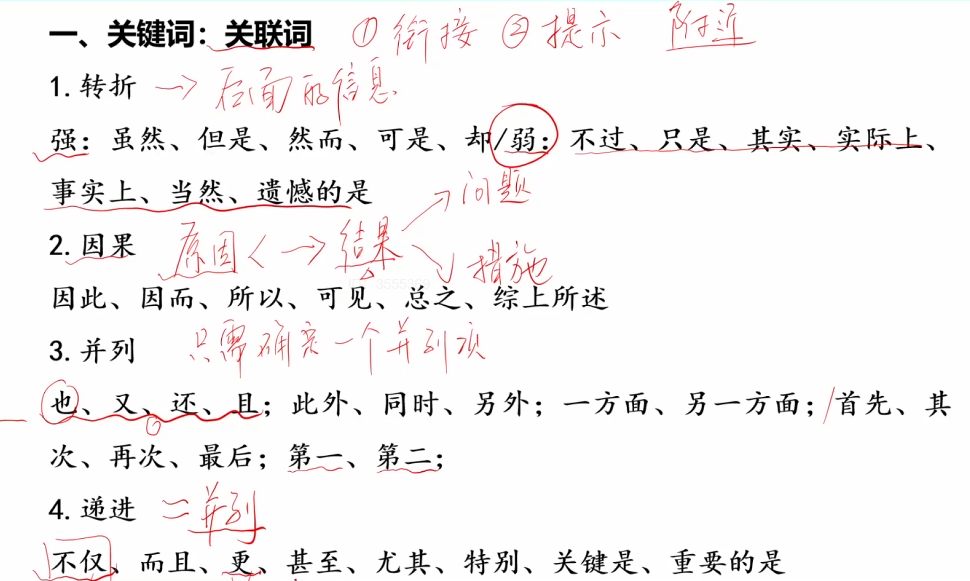 一、关键词：关联词 ①衔接 ②提示 附近
1.转折 → 后面的信息
强：虽然、但是、然而、可是、却/弱：不过、只是、其实、实际上、
事实上、当然、遗憾的是
问题
2.因果 原因 → 结果
措施
因此、因而、所以、可见、总之、综上所述
3.并列 只需确定一个并列项
也、又、还、且；此外、同时、另外；一方面、另一方面；/首先、其
次、再次、最后；第一、第二；
4.递进 ≈并列
不仅、而且、更、甚至、尤其、特别、关键是、重要的是